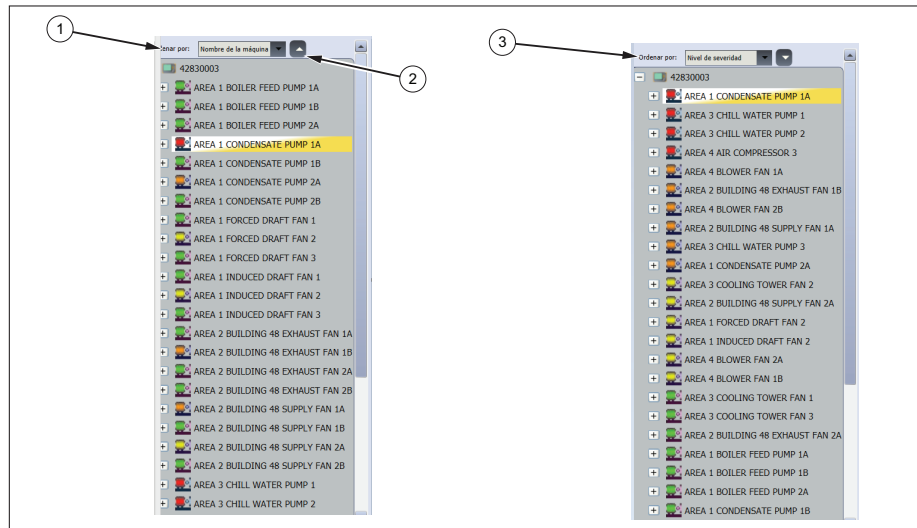 1
enar por: Nombre de la máquina
2
42830003
AREA 1 BOILER FEED PUMP 1A
AREA 1 BOILER FEED PUMP 1B
AREA 1 BOILER FEED PUMP 2A
AREA 1 CONDENSATE PUMP 1A
AREA 1 CONDENSATE PUMP 1B
AREA 1 CONDENSATE PUMP 2A
AREA 1 CONDENSATE PUMP 2B
AREA 1 FORCED DRAFT FAN 1
AREA 1 FORCED DRAFT FAN 2
AREA 1 FORCED DRAFT FAN 3
AREA 1 INDUCED DRAFT FAN 1
AREA 1 INDUCED DRAFT FAN 2
AREA 1 INDUCED DRAFT FAN 3
AREA 2 BUILDING 48 EXHAUST FAN 1A
AREA 2 BUILDING 48 EXHAUST FAN 1B
AREA 2 BUILDING 48 EXHAUST FAN 2A
AREA 2 BUILDING 48 EXHAUST FAN 2B
AREA 2 BUILDING 48 SUPPLY FAN 1A
AREA 2 BUILDING 48 SUPPLY FAN 1B
AREA 2 BUILDING 48 SUPPLY FAN 2A
AREA 2 BUILDING 48 SUPPLY FAN 2B
AREA 3 CHILL WATER PUMP 1
AREA 3 CHILL WATER PUMP 2
3
Ordenar por: Nivel de severidad
42830003
AREA 1 CONDENSATE PUMP 1A
AREA 3 CHILL WATER PUMP 1
AREA 3 CHILL WATER PUMP 2
AREA 4 AIR COMPRESSOR 3
AREA 4 BLOWER FAN 1A
AREA 2 BUILDING 48 EXHAUST FAN 1B
AREA 4 BLOWER FAN 2B
AREA 2 BUILDING 48 SUPPLY FAN 1A
AREA 3 CHILL WATER PUMP 3
AREA 1 CONDENSATE PUMP 2A
AREA 3 COOLING TOWER FAN 2
AREA 2 BUILDING 48 SUPPLY FAN 2A
AREA 1 FORCED DRAFT FAN 2
AREA 1 INDUCED DRAFT FAN 2
AREA 4 BLOWER FAN 2A
AREA 4 BLOWER FAN 1B
AREA 3 COOLING TOWER FAN 1
AREA 3 COOLING TOWER FAN 3
AREA 2 BUILDING 48 EXHAUST FAN 2A
AREA 1 BOILER FEED PUMP 1A
AREA 1 BOILER FEED PUMP 1B
AREA 1 BOILER FEED PUMP 2A
AREA 1 CONDENSATE PUMP 1B